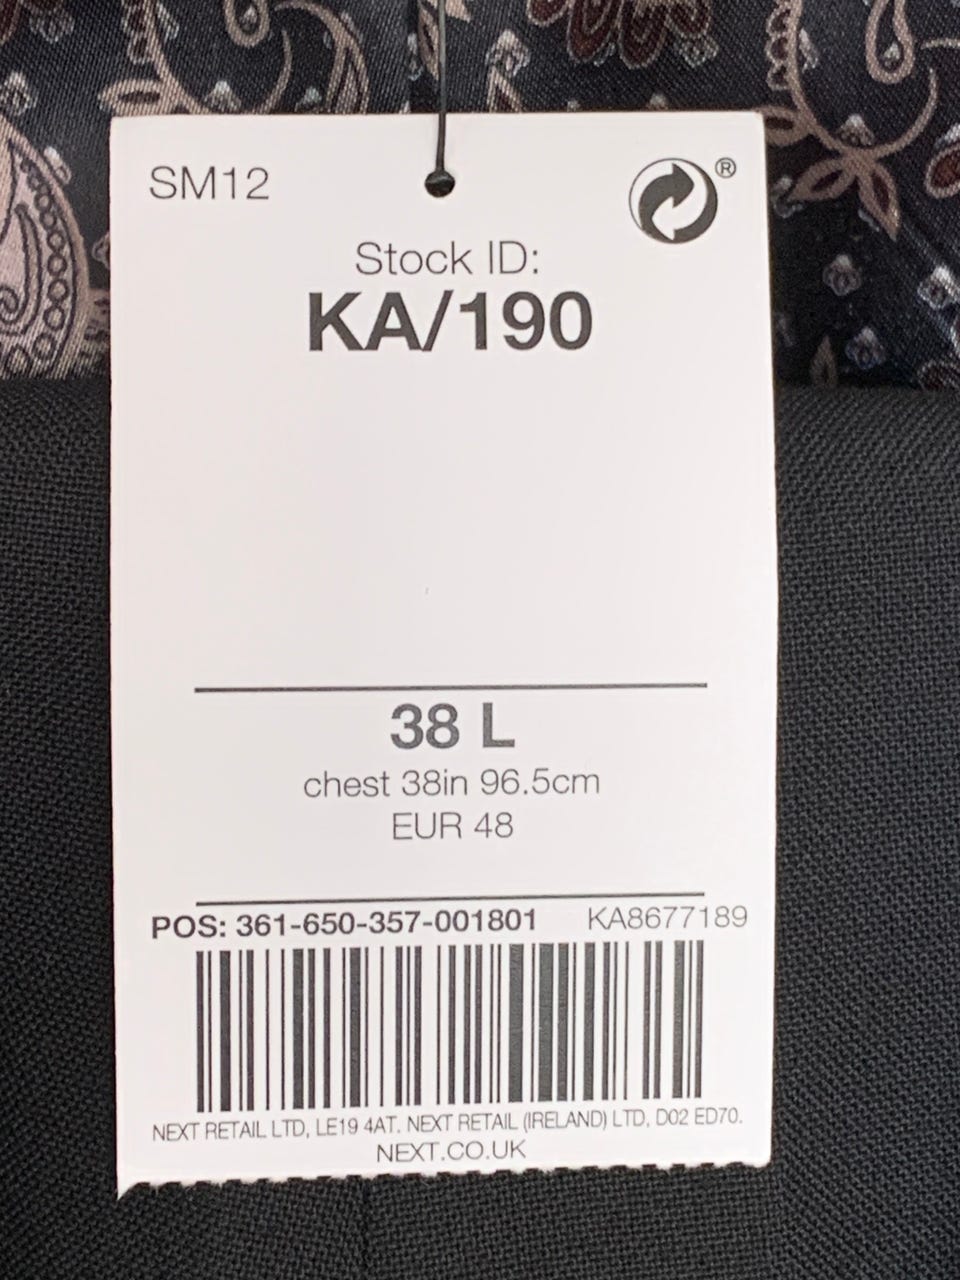 SM12
®
Stock ID:
KA/190
38 L
chest 38in 96.5cm
EUR 48
POS: 361-650-357-001801 KA8677189
NEXT RETAIL LTD, LE19 4AT. NEXT RETAIL (IRELAND) LTD, D02 ED70.
NEXT.CO.UK